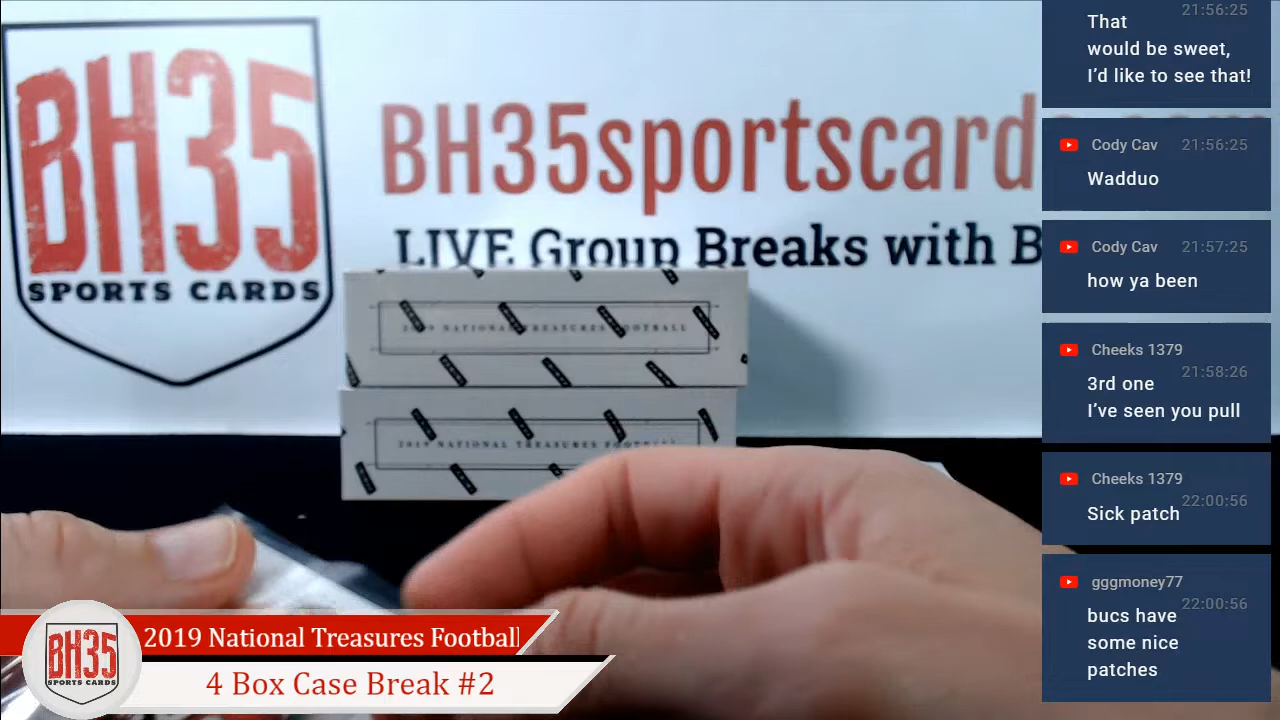 BH35
SPORTS CARDS
BH35sportscard
LIVE Group Breaks with B
NATIONAL TREASURES FOOTBALL
2019 NATIONAL TREASURES
BH35
SPORTS CARDS
2019 National Treasures Football
4 Box Case Break #2
21:56:25
That
would be sweet,
I'd like to see that!
Cody Cav 21:56:25
Wadduo
Cody Cav 21:57:25
how ya been
Cheeks 1379
21:58:26
3rd one
I've seen you pull
Cheeks 1379
22:00:56
Sick patch
gggmoney77
22:00:56
bucs have
some nice
patches